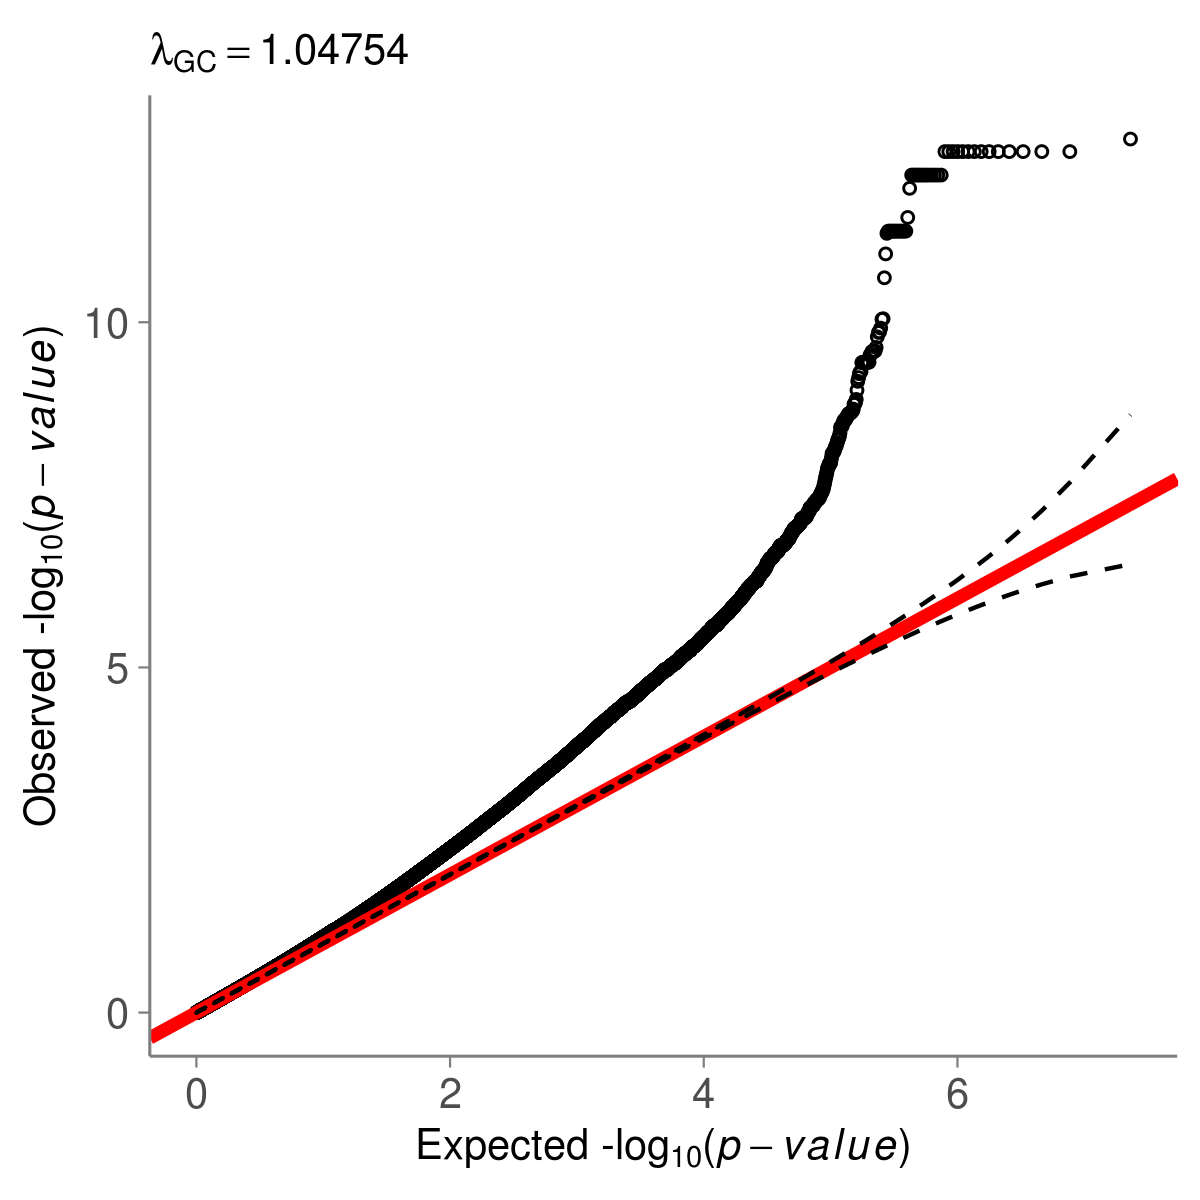 λGC = 1.04754
Observed -log10(p − value)
10
5
0
0 2 4 6
Expected -log10(p − value)